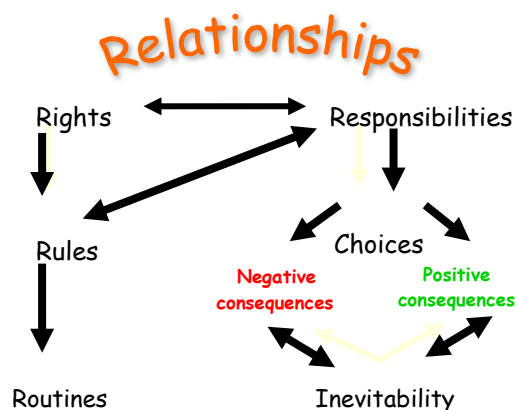 Relationships
Rights
Responsibilities
Rules
Choices
Negative
consequences
Positive
consequences
Routines
Inevitability